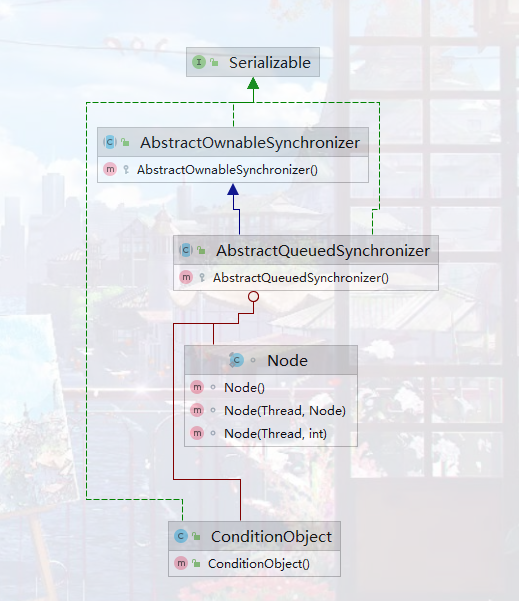 I Serializable
C AbstractOwnableSynchronizer
m AbstractOwnableSynchronizer()
C AbstractQueuedSynchronizer
m AbstractQueuedSynchronizer()
C Node
m Node()
m Node(Thread, Node)
m Node(Thread, int)
C ConditionObject
m ConditionObject()